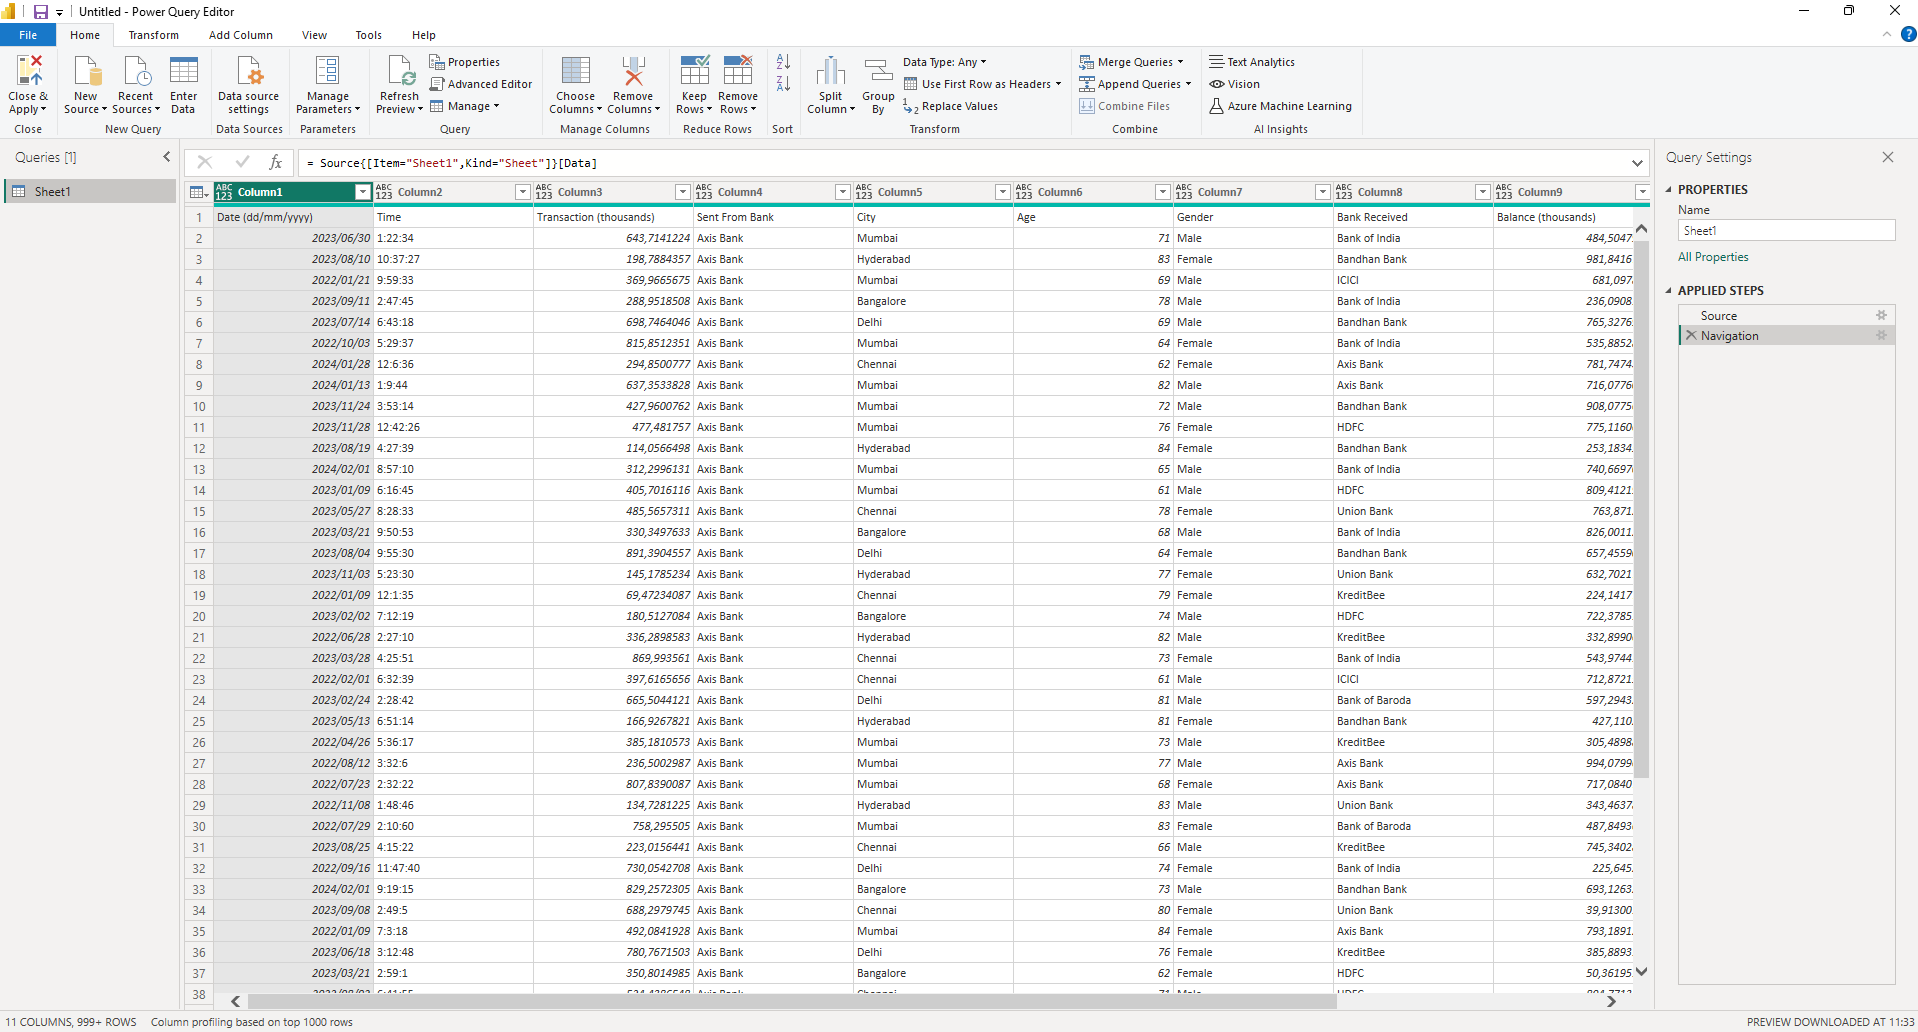 Untitled - Power Query Editor
File Home Transform Add Column View Tools Help
Close & Apply
Close
New Source
Recent Sources
Enter Data
New Query
Data source settings
Data Sources
Manage Parameters
Parameters
Refresh Preview
Properties
Advanced Editor
Manage
Query
Choose Columns
Remove Columns
Manage Columns
Keep Rows
Remove Rows
Reduce Rows
Sort
Split Column
Group By
Data Type: Any
Use First Row as Headers
Replace Values
Transform
Merge Queries
Append Queries
Combine Files
Combine
Text Analytics
Vision
Azure Machine Learning
AI Insights
Queries [1]
Sheet1
fx = Source{[Item="Sheet1",Kind="Sheet"]}[Data]
ABC 123 Column1 ABC 123 Column2 ABC 123 Column3 ABC 123 Column4 ABC 123 Column5 ABC 123 Column6 ABC 123 Column7 ABC 123 Column8 ABC 123 Column9
1 Date (dd/mm/yyyy) Time Transaction (thousands) Sent From Bank City Age Gender Bank Received Balance (thousands)
2 2023/06/30 1:22:34 643,7141224 Axis Bank Mumbai 71 Male Bank of India 484,5047
3 2023/08/10 10:37:27 198,7884357 Axis Bank Hyderabad 83 Female Bandhan Bank 981,8416
4 2022/01/21 9:59:33 369,9665675 Axis Bank Mumbai 69 Male ICICI 681,097
5 2023/09/11 2:47:45 288,9518508 Axis Bank Bangalore 78 Male Bank of India 236,0908
6 2023/07/14 6:43:18 698,7464046 Axis Bank Delhi 69 Male Bandhan Bank 765,3276
7 2022/10/03 5:29:37 815,8512351 Axis Bank Mumbai 64 Female Bank of India 535,8852
8 2024/01/28 12:6:36 294,8500777 Axis Bank Chennai 62 Female Axis Bank 781,7474
9 2024/01/13 1:9:44 637,3533828 Axis Bank Mumbai 82 Male Axis Bank 716,0776
10 2023/11/24 3:53:14 427,9600762 Axis Bank Mumbai 72 Male Bandhan Bank 908,0775
11 2023/11/28 12:42:26 477,481757 Axis Bank Mumbai 76 Female HDFC 775,1160
12 2023/08/19 4:27:39 114,0566498 Axis Bank Hyderabad 84 Female Bandhan Bank 253,1834
13 2024/02/01 8:57:10 312,2996131 Axis Bank Mumbai 65 Male Bank of India 740,6697
14 2023/01/09 6:16:45 405,7016116 Axis Bank Mumbai 61 Male HDFC 809,4121
15 2023/05/27 8:28:33 485,5657311 Axis Bank Chennai 78 Female Union Bank 763,871
16 2023/03/21 9:50:53 330,3497633 Axis Bank Bangalore 68 Male Bank of India 826,0011
17 2023/08/04 9:55:30 891,3904557 Axis Bank Delhi 64 Female Bandhan Bank 657,4559
18 2023/11/03 5:23:30 145,1785234 Axis Bank Hyderabad 77 Female Union Bank 632,7021
19 2022/01/09 12:1:35 69,47234087 Axis Bank Chennai 79 Female KreditBee 224,1417
20 2023/02/02 7:12:19 180,5127084 Axis Bank Bangalore 74 Male HDFC 722,3785
21 2022/06/28 2:27:10 336,2898583 Axis Bank Hyderabad 82 Male KreditBee 332,8990
22 2023/03/28 4:25:51 869,993561 Axis Bank Chennai 73 Female Bank of India 543,9744
23 2022/02/01 6:32:39 397,6165656 Axis Bank Chennai 61 Male ICICI 712,8721
24 2023/02/24 2:28:42 665,5044121 Axis Bank Delhi 81 Male Bank of Baroda 597,2943
25 2023/05/13 6:51:14 166,9267821 Axis Bank Hyderabad 81 Female Bandhan Bank 427,110
26 2022/04/26 5:36:17 385,1810573 Axis Bank Mumbai 73 Male KreditBee 305,4898
27 2022/08/12 3:32:6 236,5002987 Axis Bank Mumbai 77 Male Axis Bank 994,0799
28 2022/07/23 2:32:22 807,8390087 Axis Bank Mumbai 68 Female Axis Bank 717,0840
29 2022/11/08 1:48:46 134,7281225 Axis Bank Hyderabad 83 Male Union Bank 343,4637
30 2022/07/29 2:10:60 758,295505 Axis Bank Mumbai 83 Female Bank of Baroda 487,8493
31 2023/08/25 4:15:22 223,0156441 Axis Bank Chennai 66 Male KreditBee 745,3402
32 2022/09/16 11:47:40 730,0542708 Axis Bank Delhi 74 Female Bank of India 225,645
33 2024/02/01 9:19:15 829,2572305 Axis Bank Bangalore 73 Male Bandhan Bank 693,1263
34 2023/09/08 2:49:5 688,2979745 Axis Bank Chennai 80 Female Union Bank 39,91300
35 2022/01/09 7:3:18 492,0841928 Axis Bank Mumbai 84 Female Axis Bank 793,1891
36 2023/06/18 3:12:48 780,7671503 Axis Bank Delhi 76 Female KreditBee 385,8893
37 2023/03/21 2:59:1 350,8014985 Axis Bank Bangalore 62 Female HDFC 50,36195
38
Query Settings
PROPERTIES
Name
Sheet1
All Properties
APPLIED STEPS
Source
Navigation
11 COLUMNS, 999+ ROWS Column profiling based on top 1000 rows PREVIEW DOWNLOADED AT 11:33